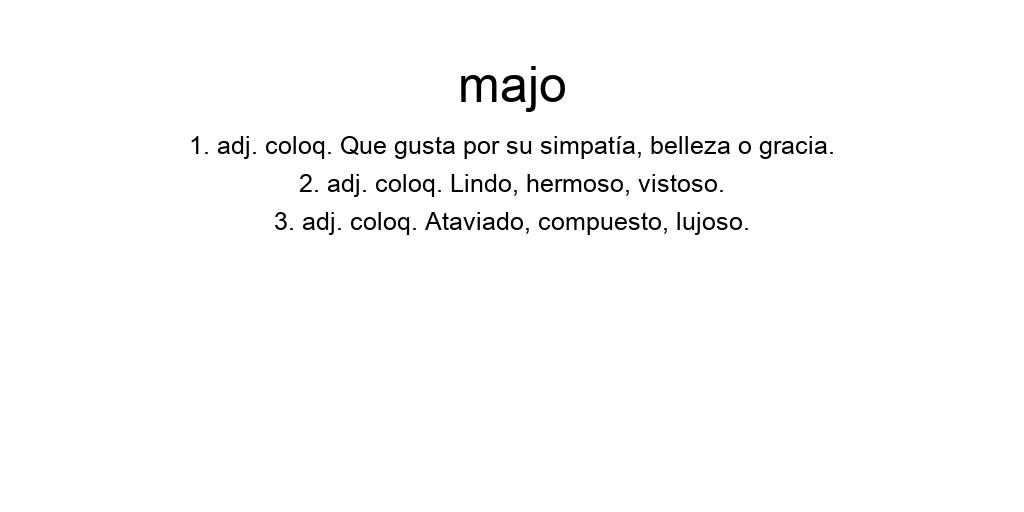 majo
1. adj. coloq. Que gusta por su simpatía, belleza o gracia.
2. adj. coloq. Lindo, hermoso, vistoso.
3. adj. coloq. Ataviado, compuesto, lujoso.